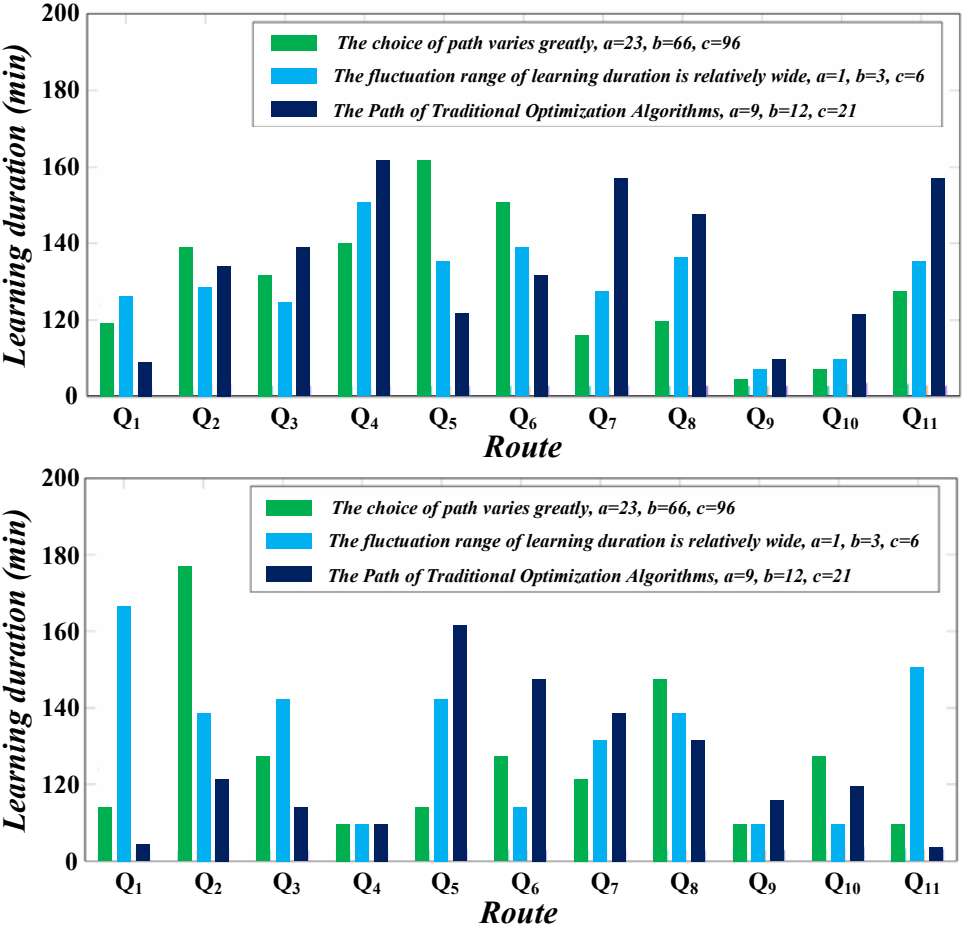 200
180
160
140
120
0
Learning duration (min)
The choice of path varies greatly, a=23, b=66, c=96
The fluctuation range of learning duration is relatively wide, a=1, b=3, c=6
The Path of Traditional Optimization Algorithms, a=9, b=12, c=21
Q₁ Q₂ Q₃ Q₄ Q₅ Q₆ Q₇ Q₈ Q₉ Q₁₀ Q₁₁
Route
200
180
160
140
120
0
Learning duration (min)
The choice of path varies greatly, a=23, b=66, c=96
The fluctuation range of learning duration is relatively wide, a=1, b=3, c=6
The Path of Traditional Optimization Algorithms, a=9, b=12, c=21
Q₁ Q₂ Q₃ Q₄ Q₅ Q₆ Q₇ Q₈ Q₉ Q₁₀ Q₁₁
Route